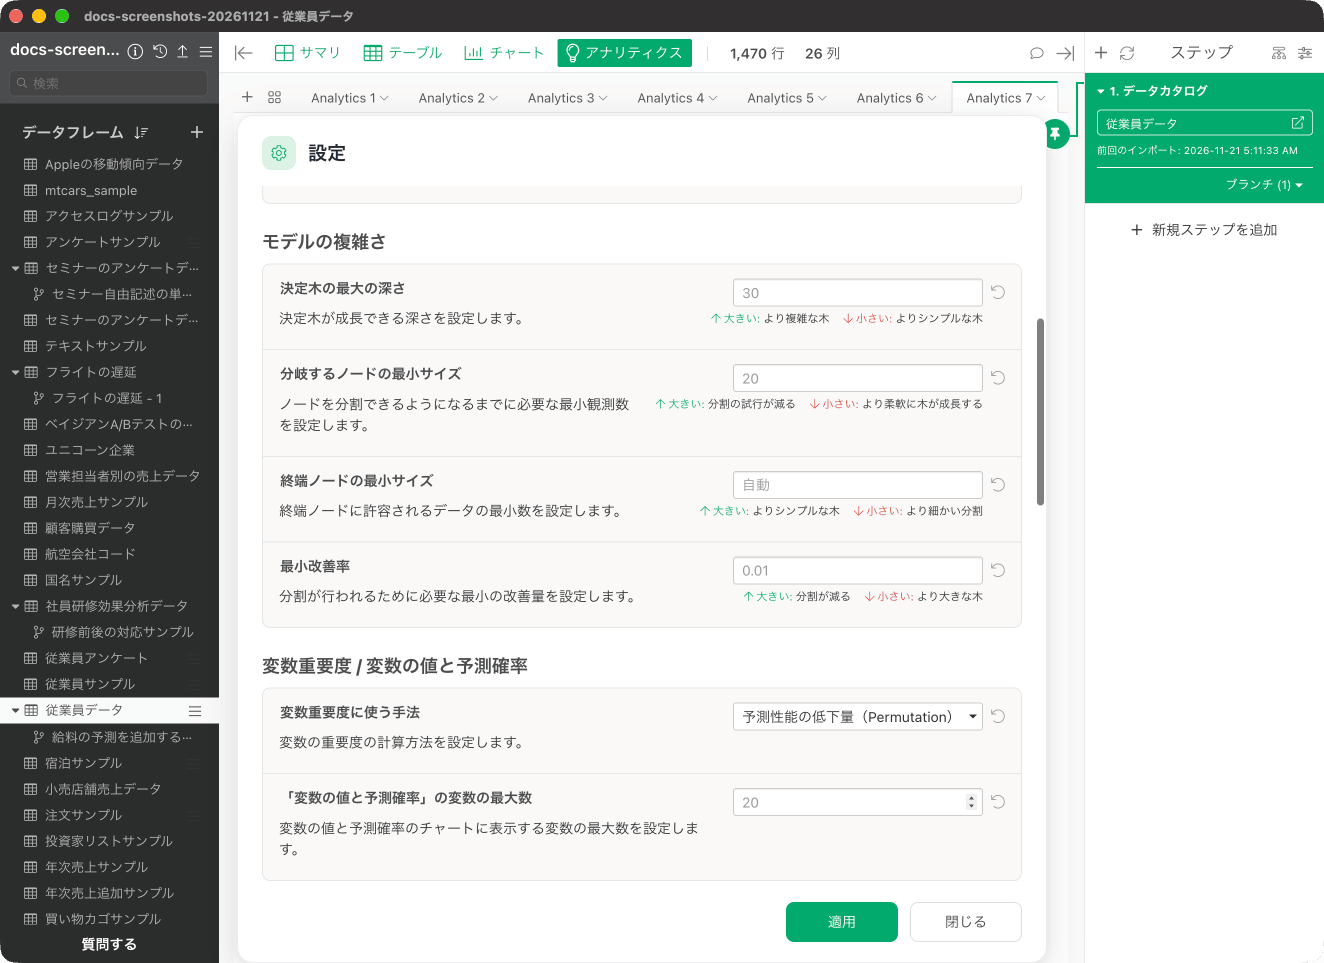 docs-screenshots-20261121 - 従業員データ
docs-screen...
検索
データフレーム
Appleの移動傾向データ
mtcars_sample
アクセスログサンプル
アンケートサンプル
セミナーのアンケートデ…
セミナー自由記述の単…
セミナーのアンケートデ…
テキストサンプル
フライトの遅延
フライトの遅延 - 1
ベイジアンA/Bテストの…
ユニコーン企業
営業担当者別の売上データ
月次売上サンプル
顧客購買データ
航空会社コード
国名サンプル
社員研修効果分析データ
研修前後の対応サンプル
従業員アンケート
従業員サンプル
従業員データ
給料の予測を追加する…
宿泊サンプル
小売店舗売上データ
注文サンプル
投資家リストサンプル
年次売上サンプル
年次売上追加サンプル
買い物カゴサンプル
質問する
サマリ
テーブル
チャート
アナリティクス
1,470 行
26 列
Analytics 1
Analytics 2
Analytics 3
Analytics 4
Analytics 5
Analytics 6
Analytics 7
設定
モデルの複雑さ
決定木の最大の深さ
30
決定木が成長できる深さを設定します。
↑大きい: より複雑な木 ↓小さい: よりシンプルな木
分岐するノードの最小サイズ
20
ノードを分割できるようになるまでに必要な最小観測数
を設定します。
↑大きい: 分割の試行が減る ↓小さい: より柔軟に木が成長する
終端ノードの最小サイズ
自動
終端ノードに許容されるデータの最小数を設定します。
↑大きい: よりシンプルな木 ↓小さい: より細かい分割
最小改善率
0.01
分割が行われるために必要な最小の改善量を設定します。
↑大きい: 分割が減る ↓小さい: より大きな木
変数重要度 / 変数の値と予測確率
変数重要度に使う手法
予測性能の低下量（Permutation）
変数の重要度の計算方法を設定します。
「変数の値と予測確率」の変数の最大数
20
変数の値と予測確率のチャートに表示する変数の最大数を設定しま
す。
適用
閉じる
ステップ
1. データカタログ
従業員データ
前回のインポート: 2026-11-21 5:11:33 AM
ブランチ (1)
新規ステップを追加